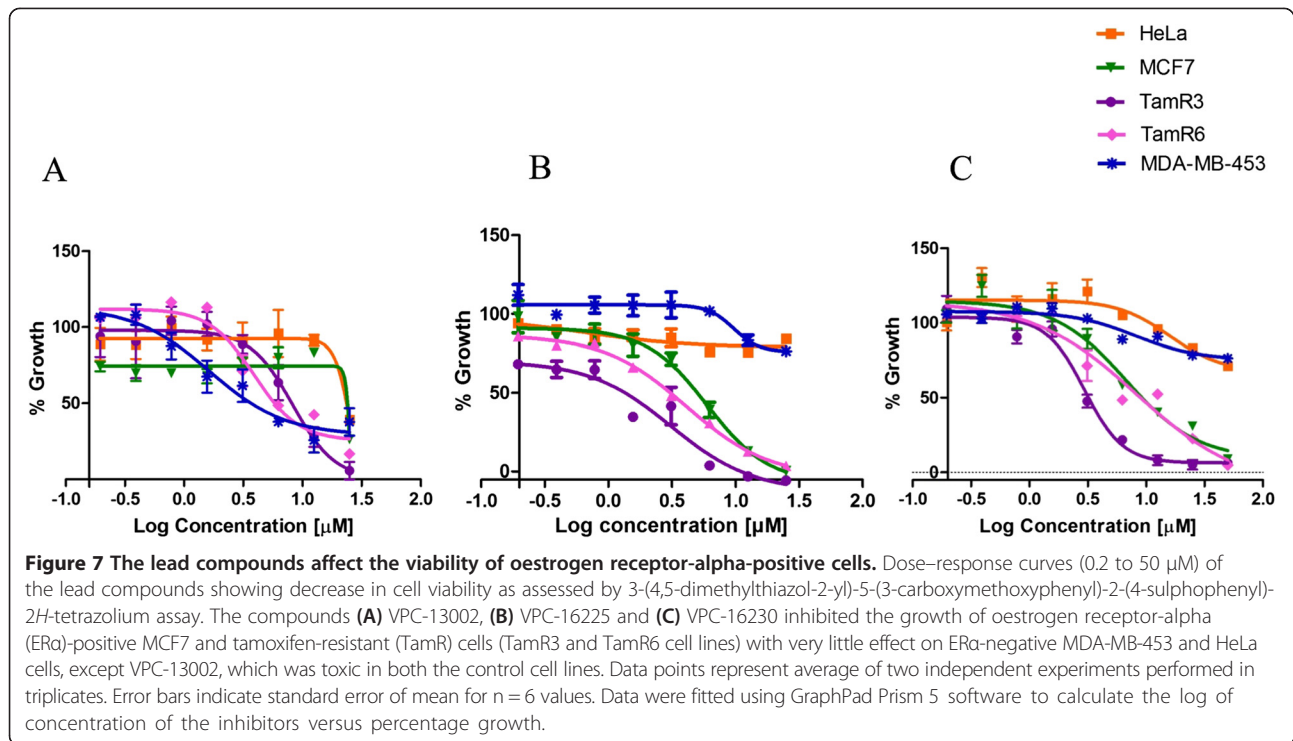 HeLa
MCF7
TamR3
TamR6
MDA-MB-453
A
B
C
150
100
50
0
% Growth
-1.0 -0.5 0.0 0.5 1.0 1.5 2.0
Log Concentration [µM]
150
100
50
0
% Growth
-1.0 -0.5 0.0 0.5 1.0 1.5 2.0
Log concentration [µM]
150
100
50
0
% Growth
-1.0 -0.5 0.0 0.5 1.0 1.5 2.0
Log Concentration [µM]
Figure 7 The lead compounds affect the viability of oestrogen receptor-alpha-positive cells. Dose–response curves (0.2 to 50 µM) of
the lead compounds showing decrease in cell viability as assessed by 3-(4,5-dimethylthiazol-2-yl)-5-(3-carboxymethoxyphenyl)-2-(4-sulphophenyl)-
2H-tetrazolium assay. The compounds (A) VPC-13002, (B) VPC-16225 and (C) VPC-16230 inhibited the growth of oestrogen receptor-alpha
(ERα)-positive MCF7 and tamoxifen-resistant (TamR) cells (TamR3 and TamR6 cell lines) with very little effect on ERα-negative MDA-MB-453 and HeLa
cells, except VPC-13002, which was toxic in both the control cell lines. Data points represent average of two independent experiments performed in
triplicates. Error bars indicate standard error of mean for n = 6 values. Data were fitted using GraphPad Prism 5 software to calculate the log of
concentration of the inhibitors versus percentage growth.